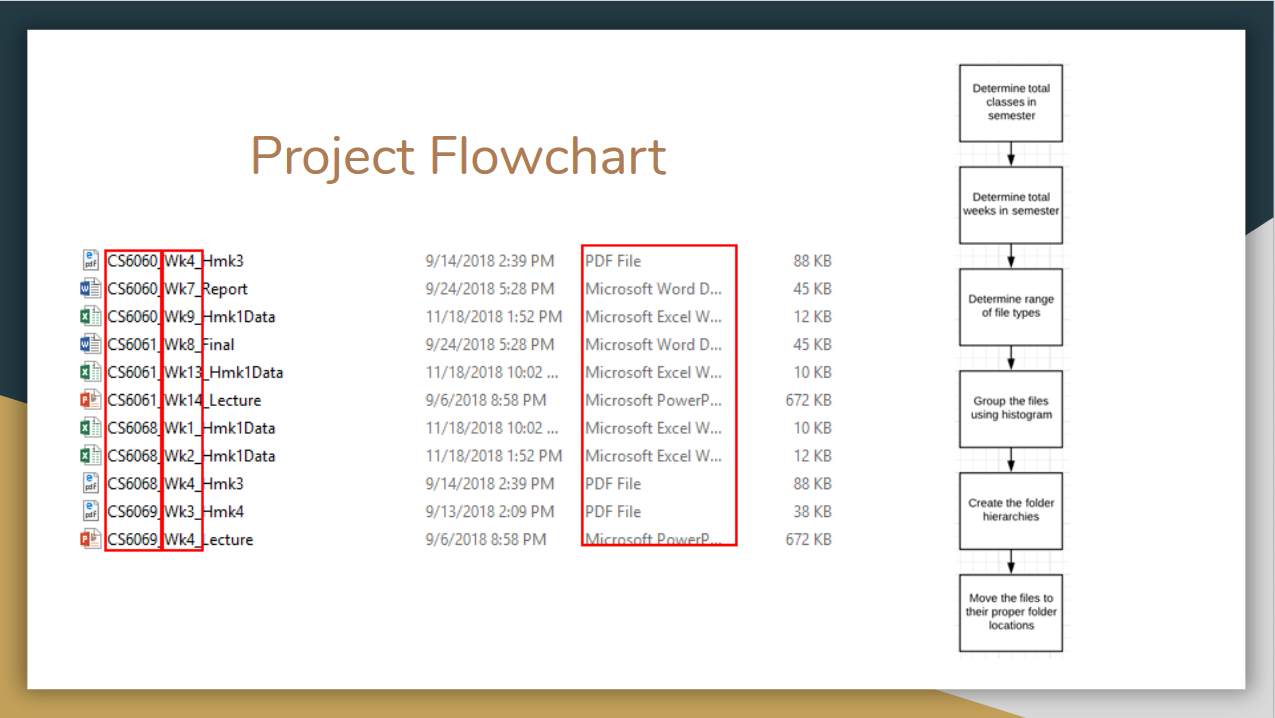 Project Flowchart
CS6060_Wk4_Hmk3 9/14/2018 2:39 PM PDF File 88 KB
CS6060_Wk7_Report 9/24/2018 5:28 PM Microsoft Word D... 45 KB
CS6060_Wk9_Hmk1Data 11/18/2018 1:52 PM Microsoft Excel W... 12 KB
CS6061_Wk8_Final 9/24/2018 5:28 PM Microsoft Word D... 45 KB
CS6061_Wk13_Hmk1Data 11/18/2018 10:02 ... Microsoft Excel W... 10 KB
CS6061_Wk14_Lecture 9/6/2018 8:58 PM Microsoft PowerP... 672 KB
CS6068_Wk1_Hmk1Data 11/18/2018 10:02 ... Microsoft Excel W... 10 KB
CS6068_Wk2_Hmk1Data 11/18/2018 1:52 PM Microsoft Excel W... 12 KB
CS6068_Wk4_Hmk3 9/14/2018 2:39 PM PDF File 88 KB
CS6069_Wk3_Hmk4 9/13/2018 2:09 PM PDF File 38 KB
CS6069_Wk4_Lecture 9/6/2018 8:58 PM Microsoft PowerP... 672 KB
Determine total
classes in
semester
Determine total
weeks in semester
Determine range
of file types
Group the files
using histogram
Create the folder
hierarchies
Move the files to
their proper folder
locations